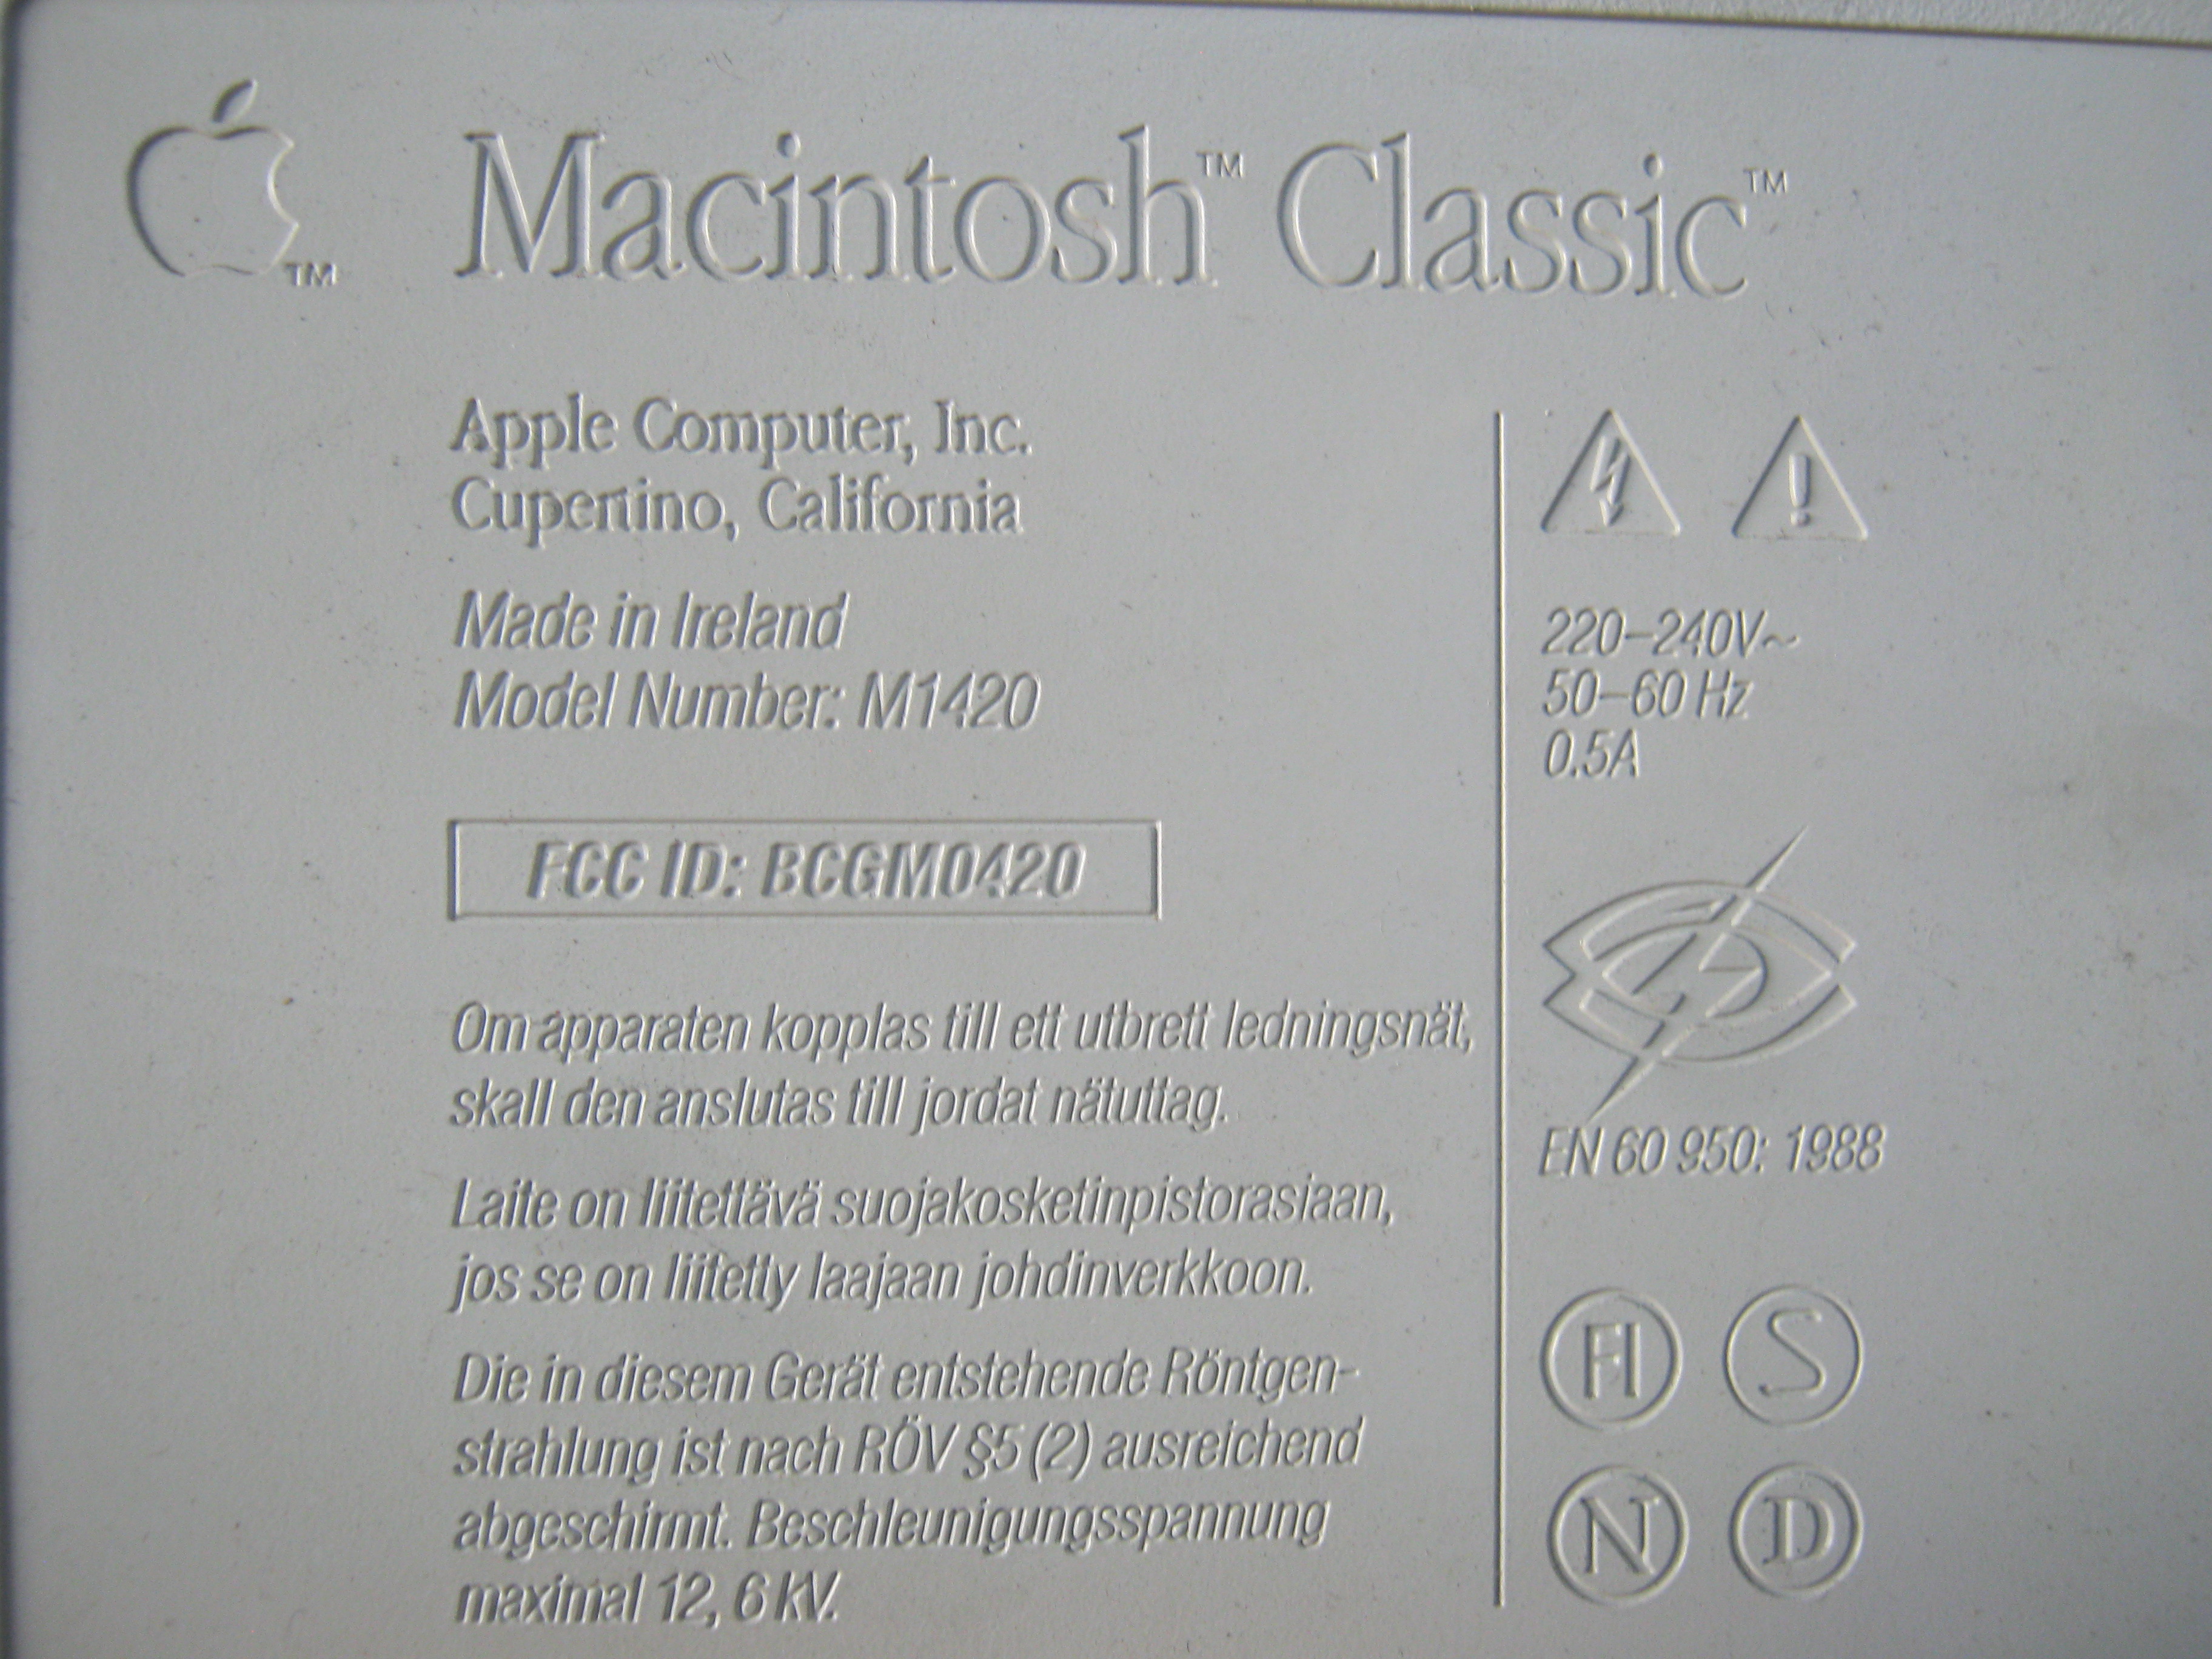 TM
Macintosh™ Classic™
Apple Computer, Inc.
Cupertino, California
Made in Ireland
Model Number: M1420
FCC ID: BCGM0420
Om apparaten kopplas till ett utbrett ledningsnät,
skall den anslutas till jordat nätuttag.
Laite on liitettävä suojakosketinpistorasiaan,
jos se on liitetty laajaan johdinverkkoon.
Die in diesem Gerät entstehende Röntgen-
strahlung ist nach RÖV §5 (2) ausreichend
abgeschirmt. Beschleunigungsspannung
maximal 12, 6 kV.
!
220–240V~
50–60 Hz
0.5A
EN 60 950: 1988
FI S
N D